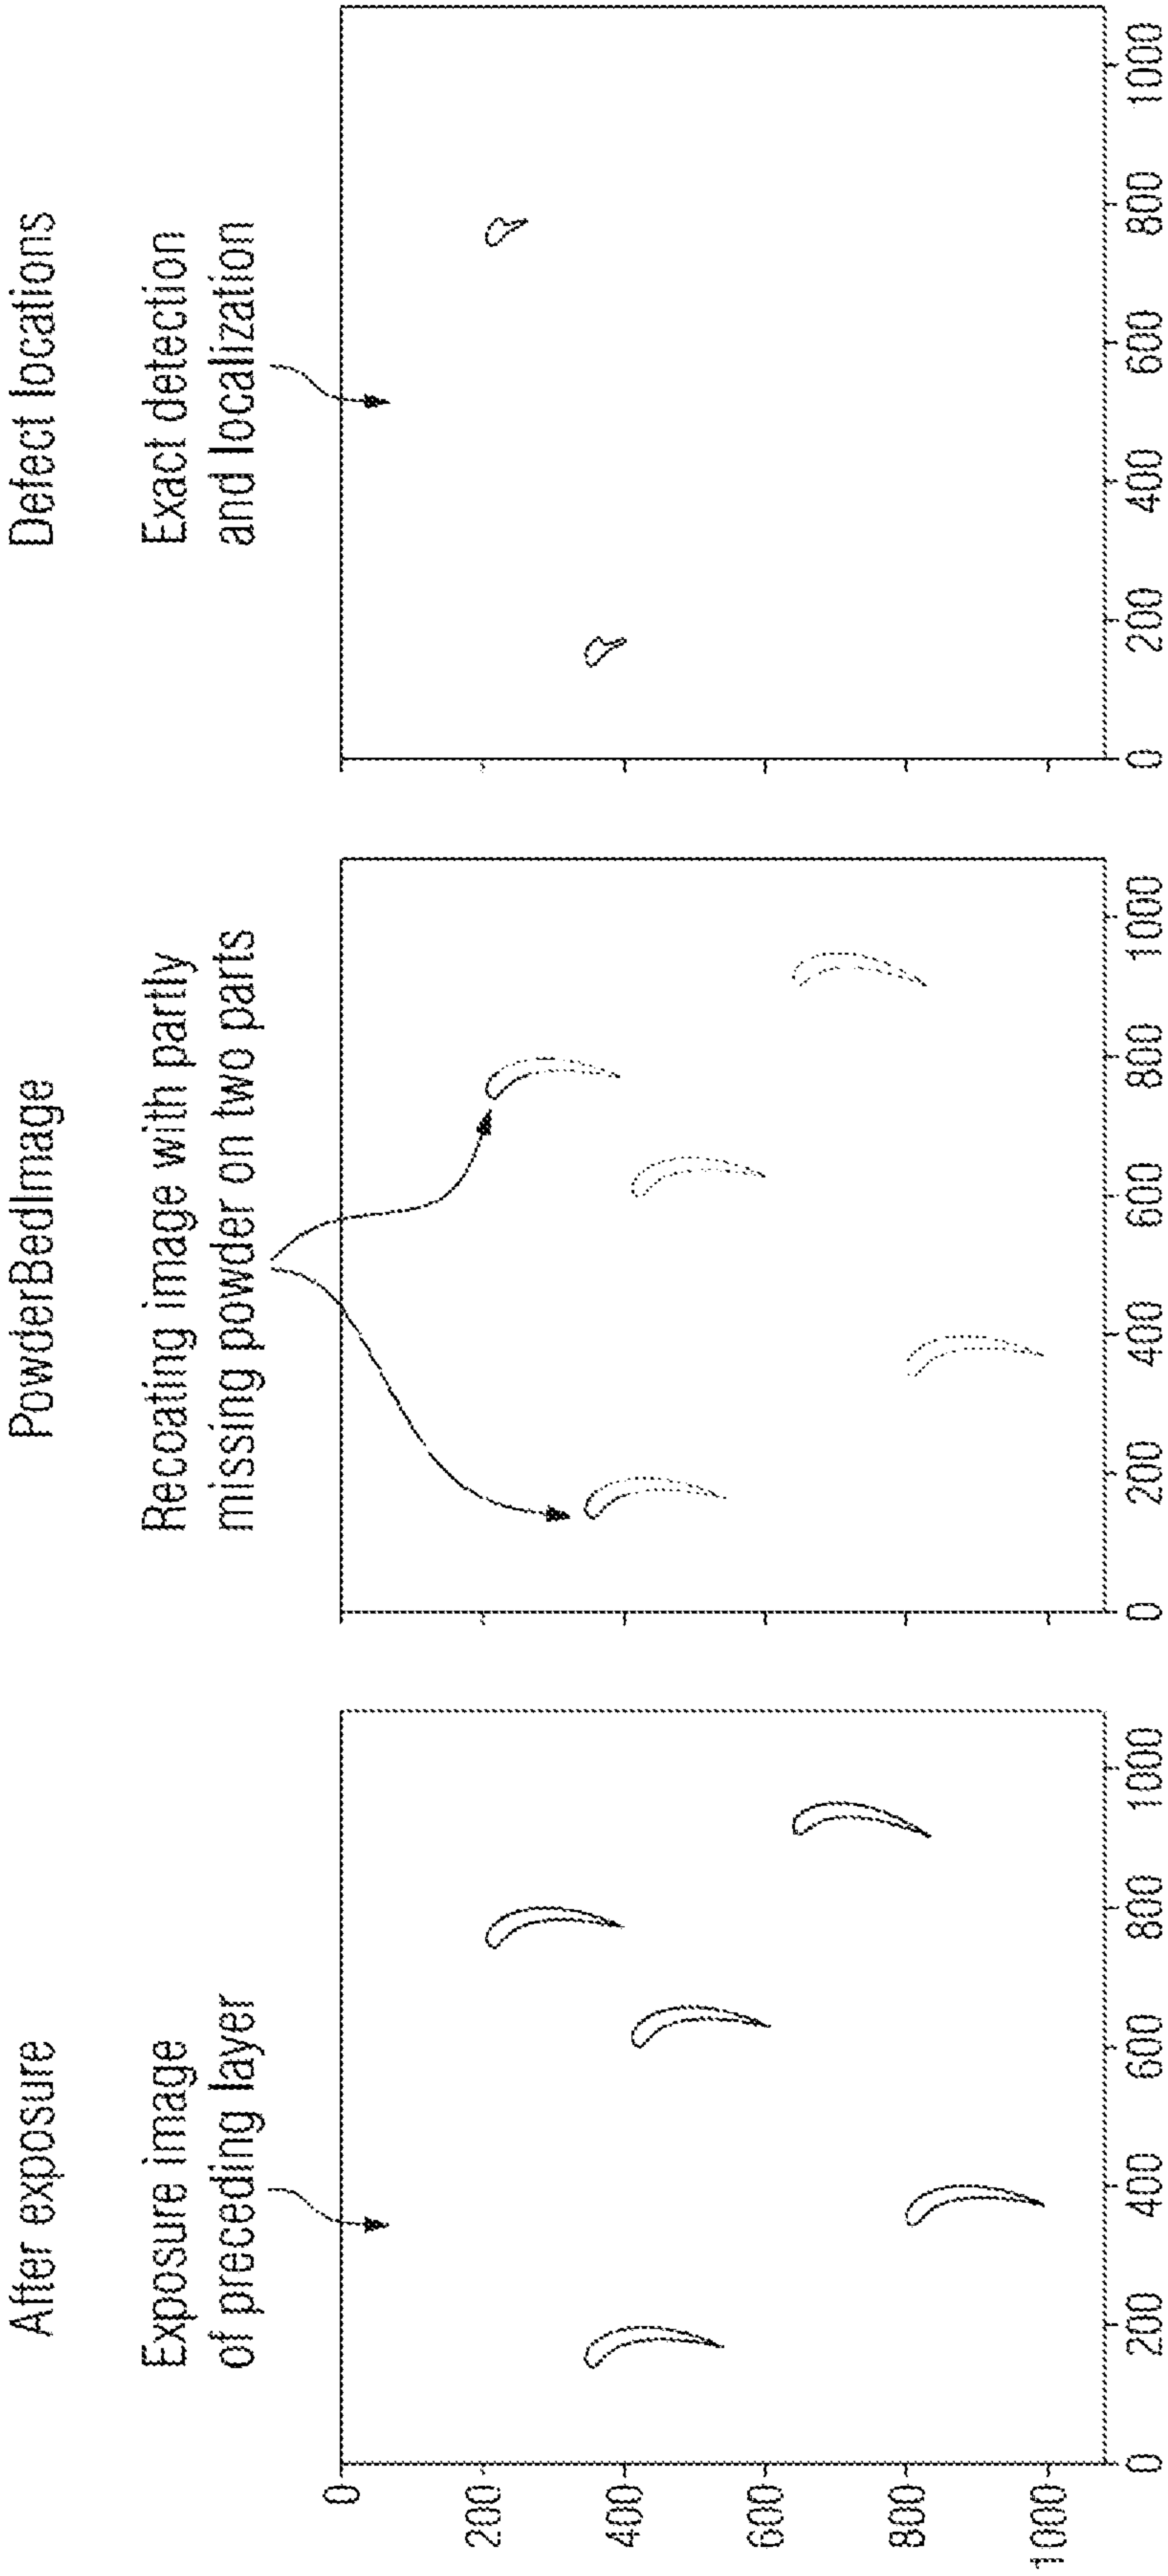 After exposure
Exposure image
of preceding layer
0
200
400
600
800
1000
0
200
400
600
800
1000
PowderBedImage
Recoating image with partly
missing powder on two parts
0
200
400
600
800
1000
Defect locations
Exact detection
and localization
0
200
400
600
800
1000